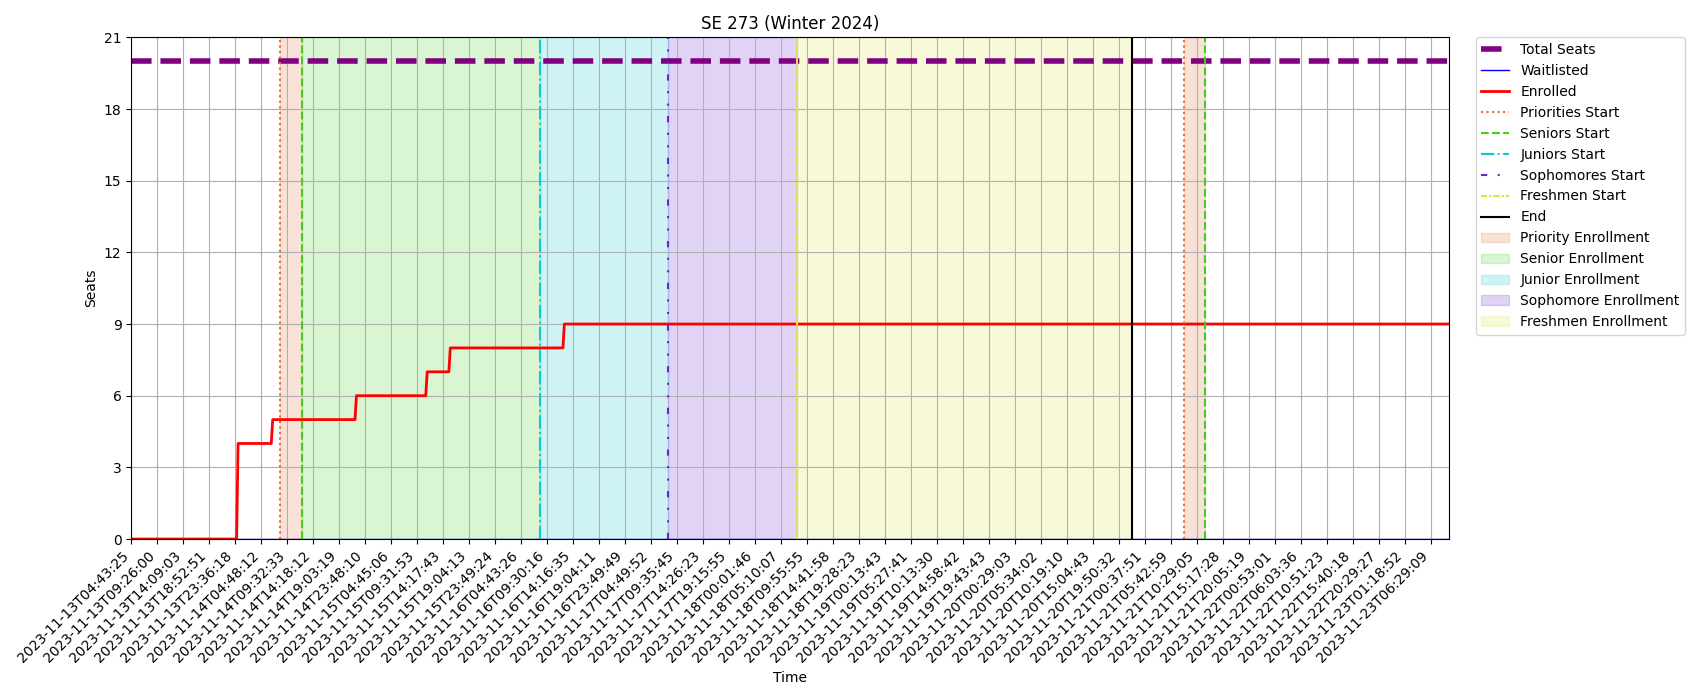 SE 273 (Winter 2024)
21
18
15
12
9
6
3
0
Seats
2023-11-13T04:43:25
2023-11-13T09:26:00
2023-11-13T14:09:03
2023-11-13T18:52:51
2023-11-13T23:36:18
2023-11-14T04:48:12
2023-11-14T09:32:33
2023-11-14T14:18:12
2023-11-14T19:03:19
2023-11-14T23:48:10
2023-11-15T04:45:06
2023-11-15T09:31:53
2023-11-15T14:17:43
2023-11-15T19:04:13
2023-11-15T23:49:24
2023-11-16T04:43:26
2023-11-16T09:30:16
2023-11-16T14:16:35
2023-11-16T19:04:11
2023-11-16T23:49:49
2023-11-17T04:49:52
2023-11-17T09:35:45
2023-11-17T14:26:23
2023-11-17T19:15:55
2023-11-18T00:01:46
2023-11-18T05:10:07
2023-11-18T09:55:55
2023-11-18T14:41:58
2023-11-18T19:28:23
2023-11-19T00:13:43
2023-11-19T05:27:41
2023-11-19T10:13:30
2023-11-19T14:58:42
2023-11-19T19:43:43
2023-11-20T00:29:03
2023-11-20T05:34:02
2023-11-20T10:19:10
2023-11-20T15:04:43
2023-11-20T19:50:32
2023-11-21T00:37:51
2023-11-21T05:42:59
2023-11-21T10:29:05
2023-11-21T15:17:28
2023-11-21T20:05:19
2023-11-22T00:53:01
2023-11-22T06:03:36
2023-11-22T10:51:23
2023-11-22T15:40:18
2023-11-22T20:29:27
2023-11-23T01:18:52
2023-11-23T06:29:09
Time
Total Seats
Waitlisted
Enrolled
Priorities Start
Seniors Start
Juniors Start
Sophomores Start
Freshmen Start
End
Priority Enrollment
Senior Enrollment
Junior Enrollment
Sophomore Enrollment
Freshmen Enrollment